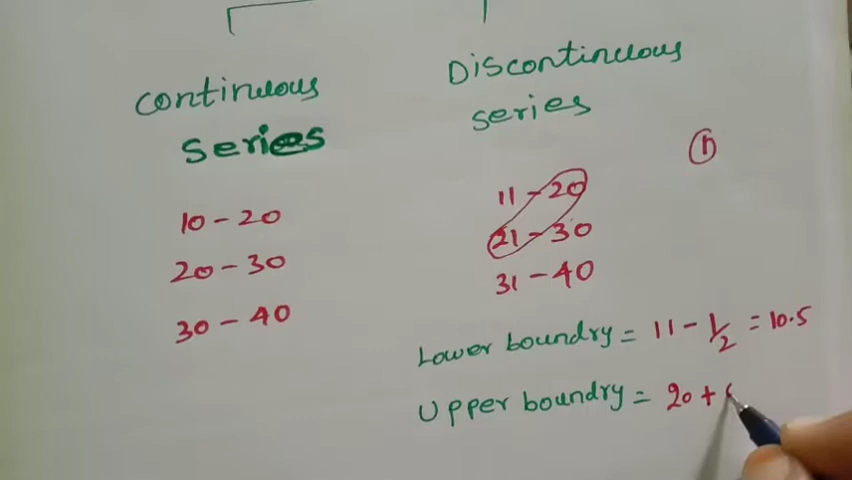 Continuous
Series
10 - 20
20 - 30
30 - 40
Discontinuous
series
11 - 20
21 - 30
31 - 40
1
Lower boundry = 11 - 1/2 = 10.5
Upper boundry = 20 +